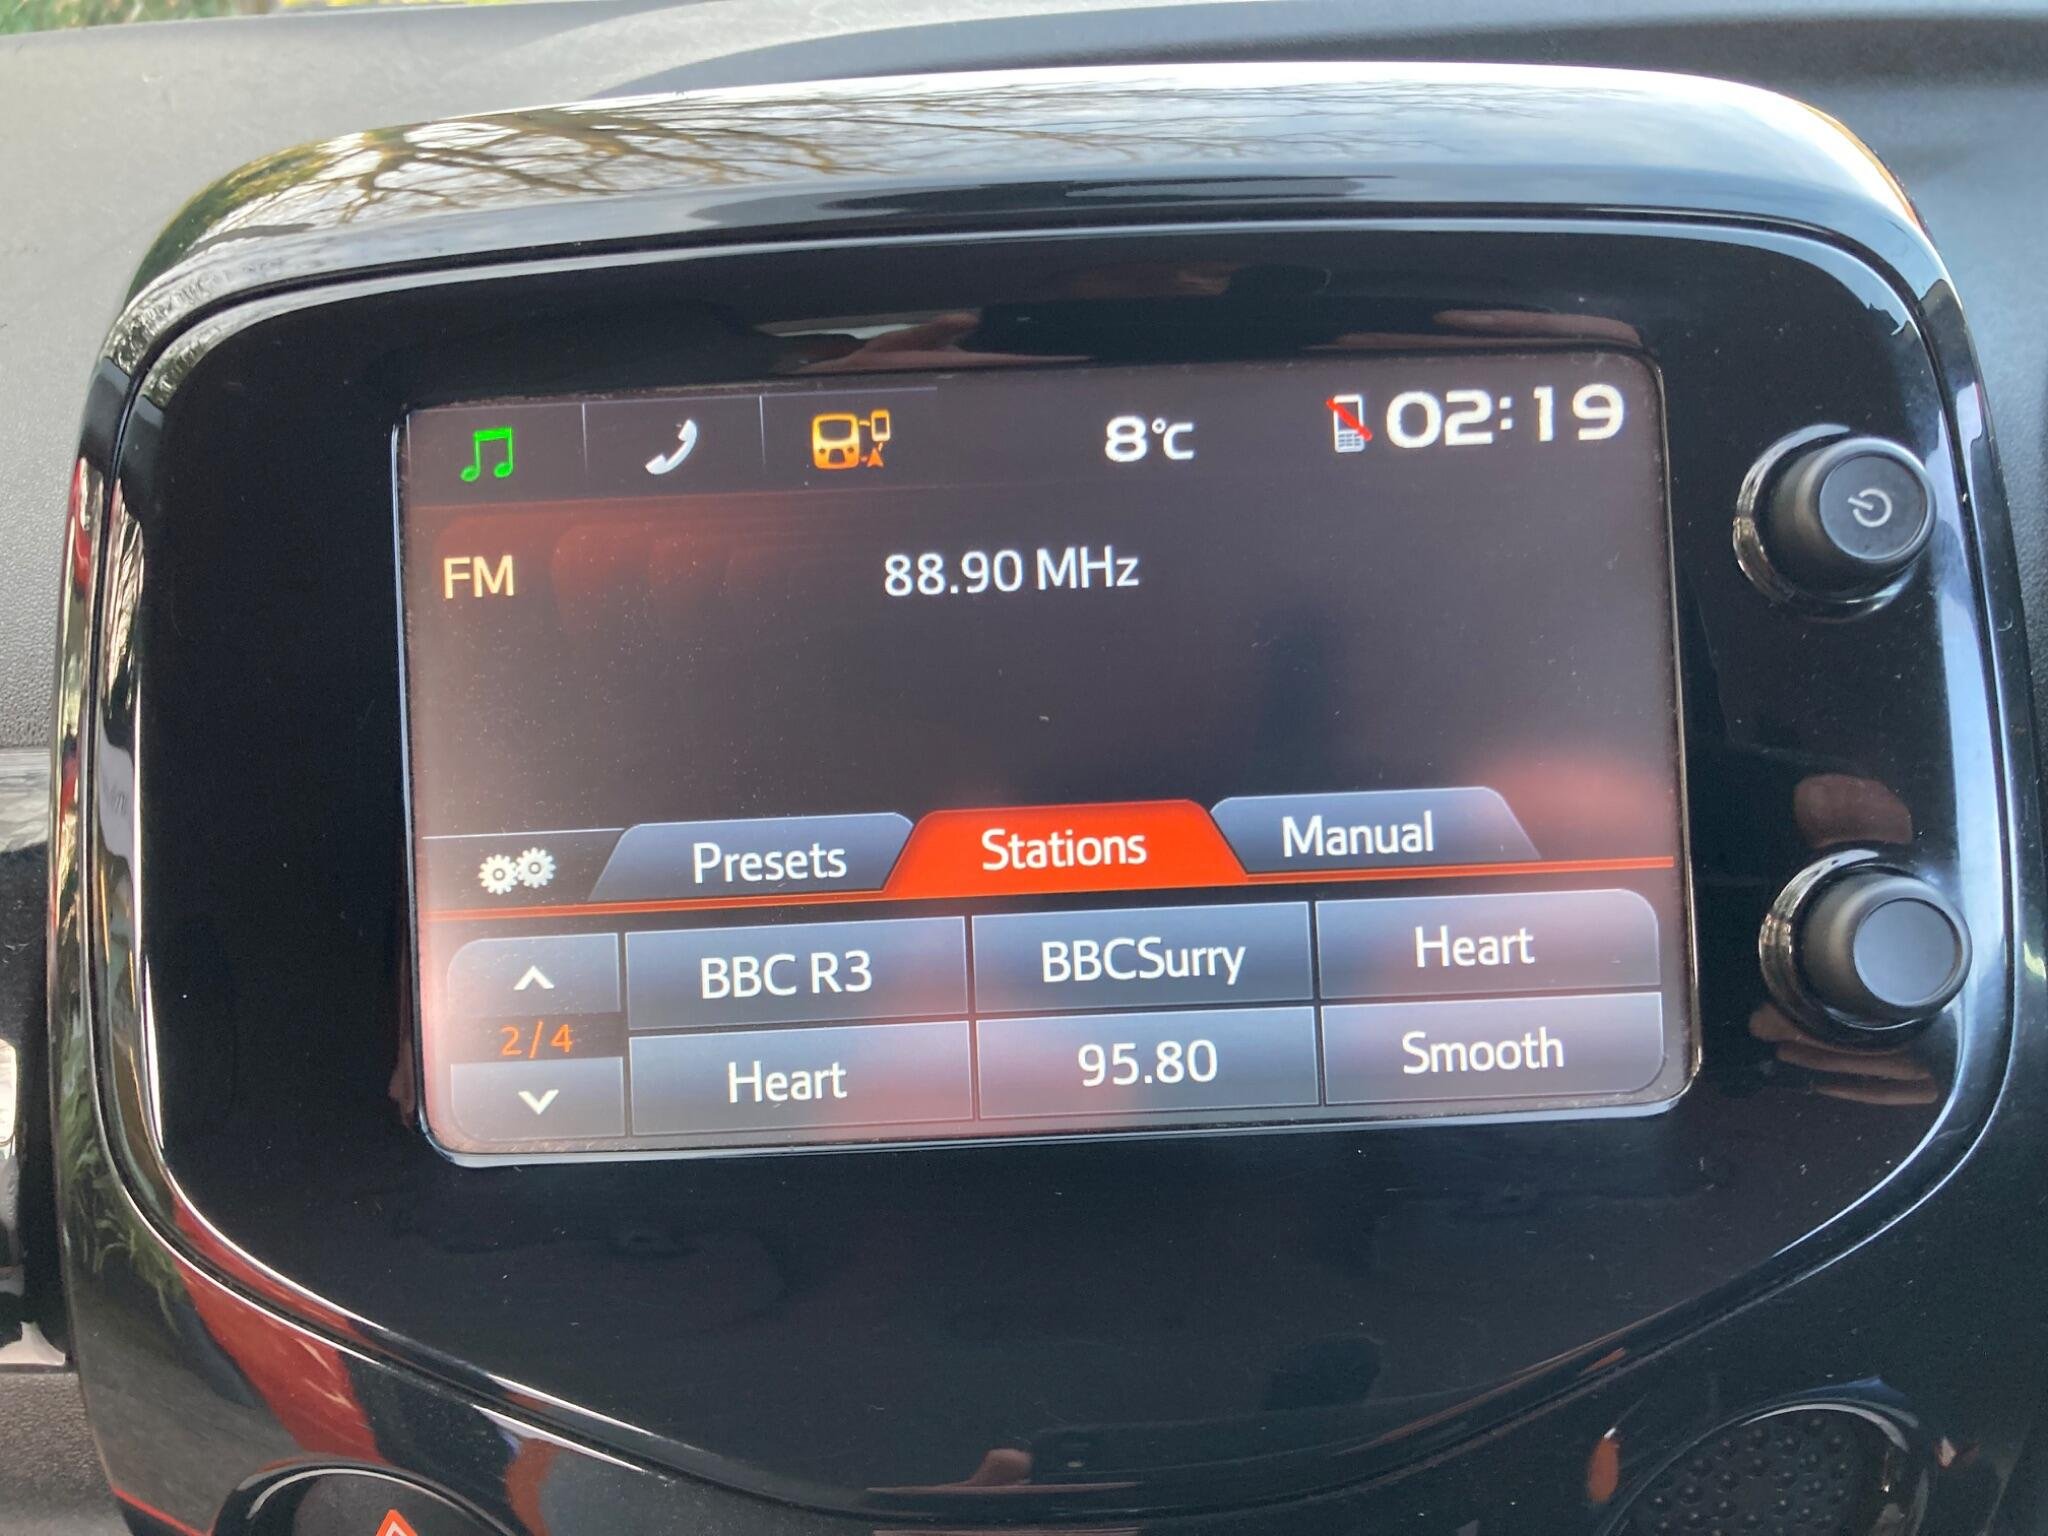 8°C 02:19
FM 88.90 MHz
Presets Stations Manual
BBC R3 BBCSurry Heart
2/4
Heart 95.80 Smooth